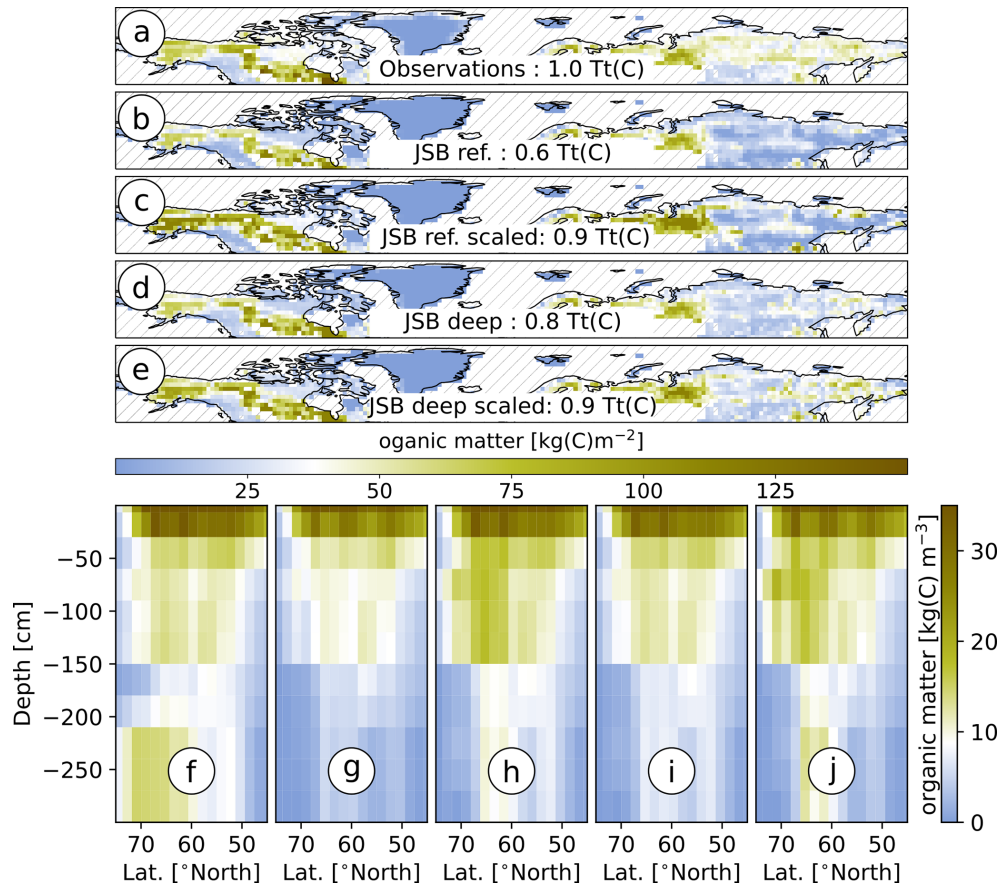 a
Observations : 1.0 Tt(C)
b
JSB ref. : 0.6 Tt(C)
c
JSB ref. scaled: 0.9 Tt(C)
d
JSB deep : 0.8 Tt(C)
e
JSB deep scaled: 0.9 Tt(C)
oganic matter [kg(C)m⁻²]
25 50 75 100 125
Depth [cm]
−50
−100
−150
−200
−250
f g h i j
70 60 50 70 60 50 70 60 50 70 60 50 70 60 50
Lat. [°North] Lat. [°North] Lat. [°North] Lat. [°North] Lat. [°North]
30
20
10
0
organic matter [kg(C) m⁻³]